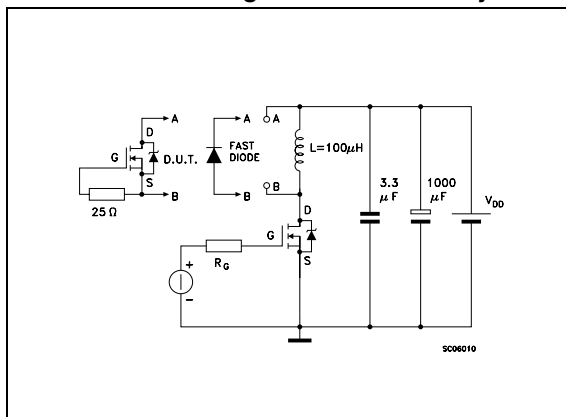 A
A
A
D
G
D.U.T.
FAST
DIODE
L=100μH
S
B
B
B
25 Ω
D
3.3
μF
1000
μF
VDD
G
S
RG
+
−
SC06010